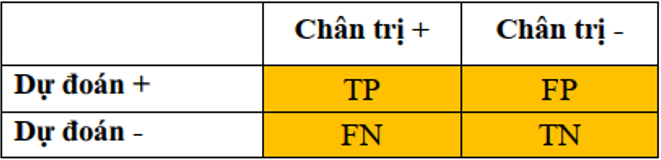 Chân trị + Chân trị -
Dự đoán + TP FP
Dự đoán - FN TN